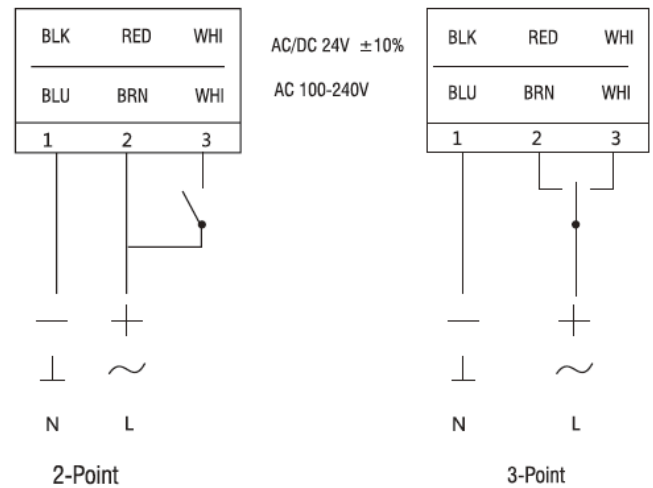 BLK RED WHI
BLU BRN WHI
1 2 3
AC/DC 24V ±10%
AC 100-240V
BLK RED WHI
BLU BRN WHI
1 2 3
N L
2-Point
N L
3-Point